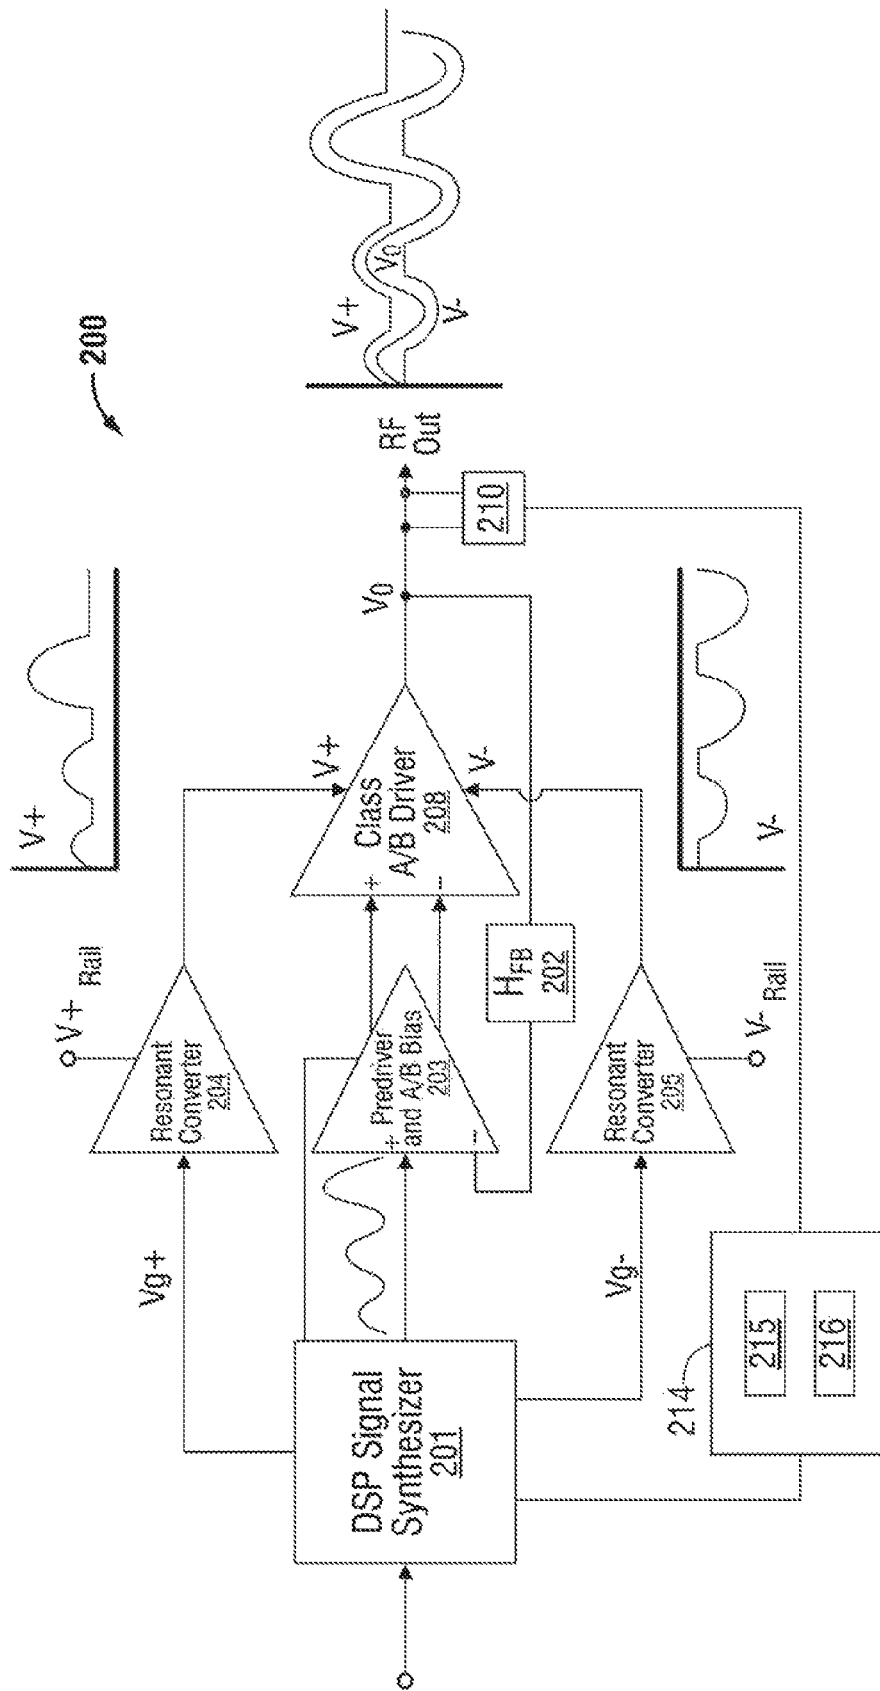 200
V+
V+
Rail
Vg+
Resonant
Converter
204
V+
V+
V0
V-
RF
Out
V0
210
Class
A/B Driver
208
+
-
V-
+
Predriver
and A/B Bias
203
-
HFB
202
DSP Signal
Synthesizer
201
Resonant
Converter
205
Vg-
V-
Rail
V-
214
215
216